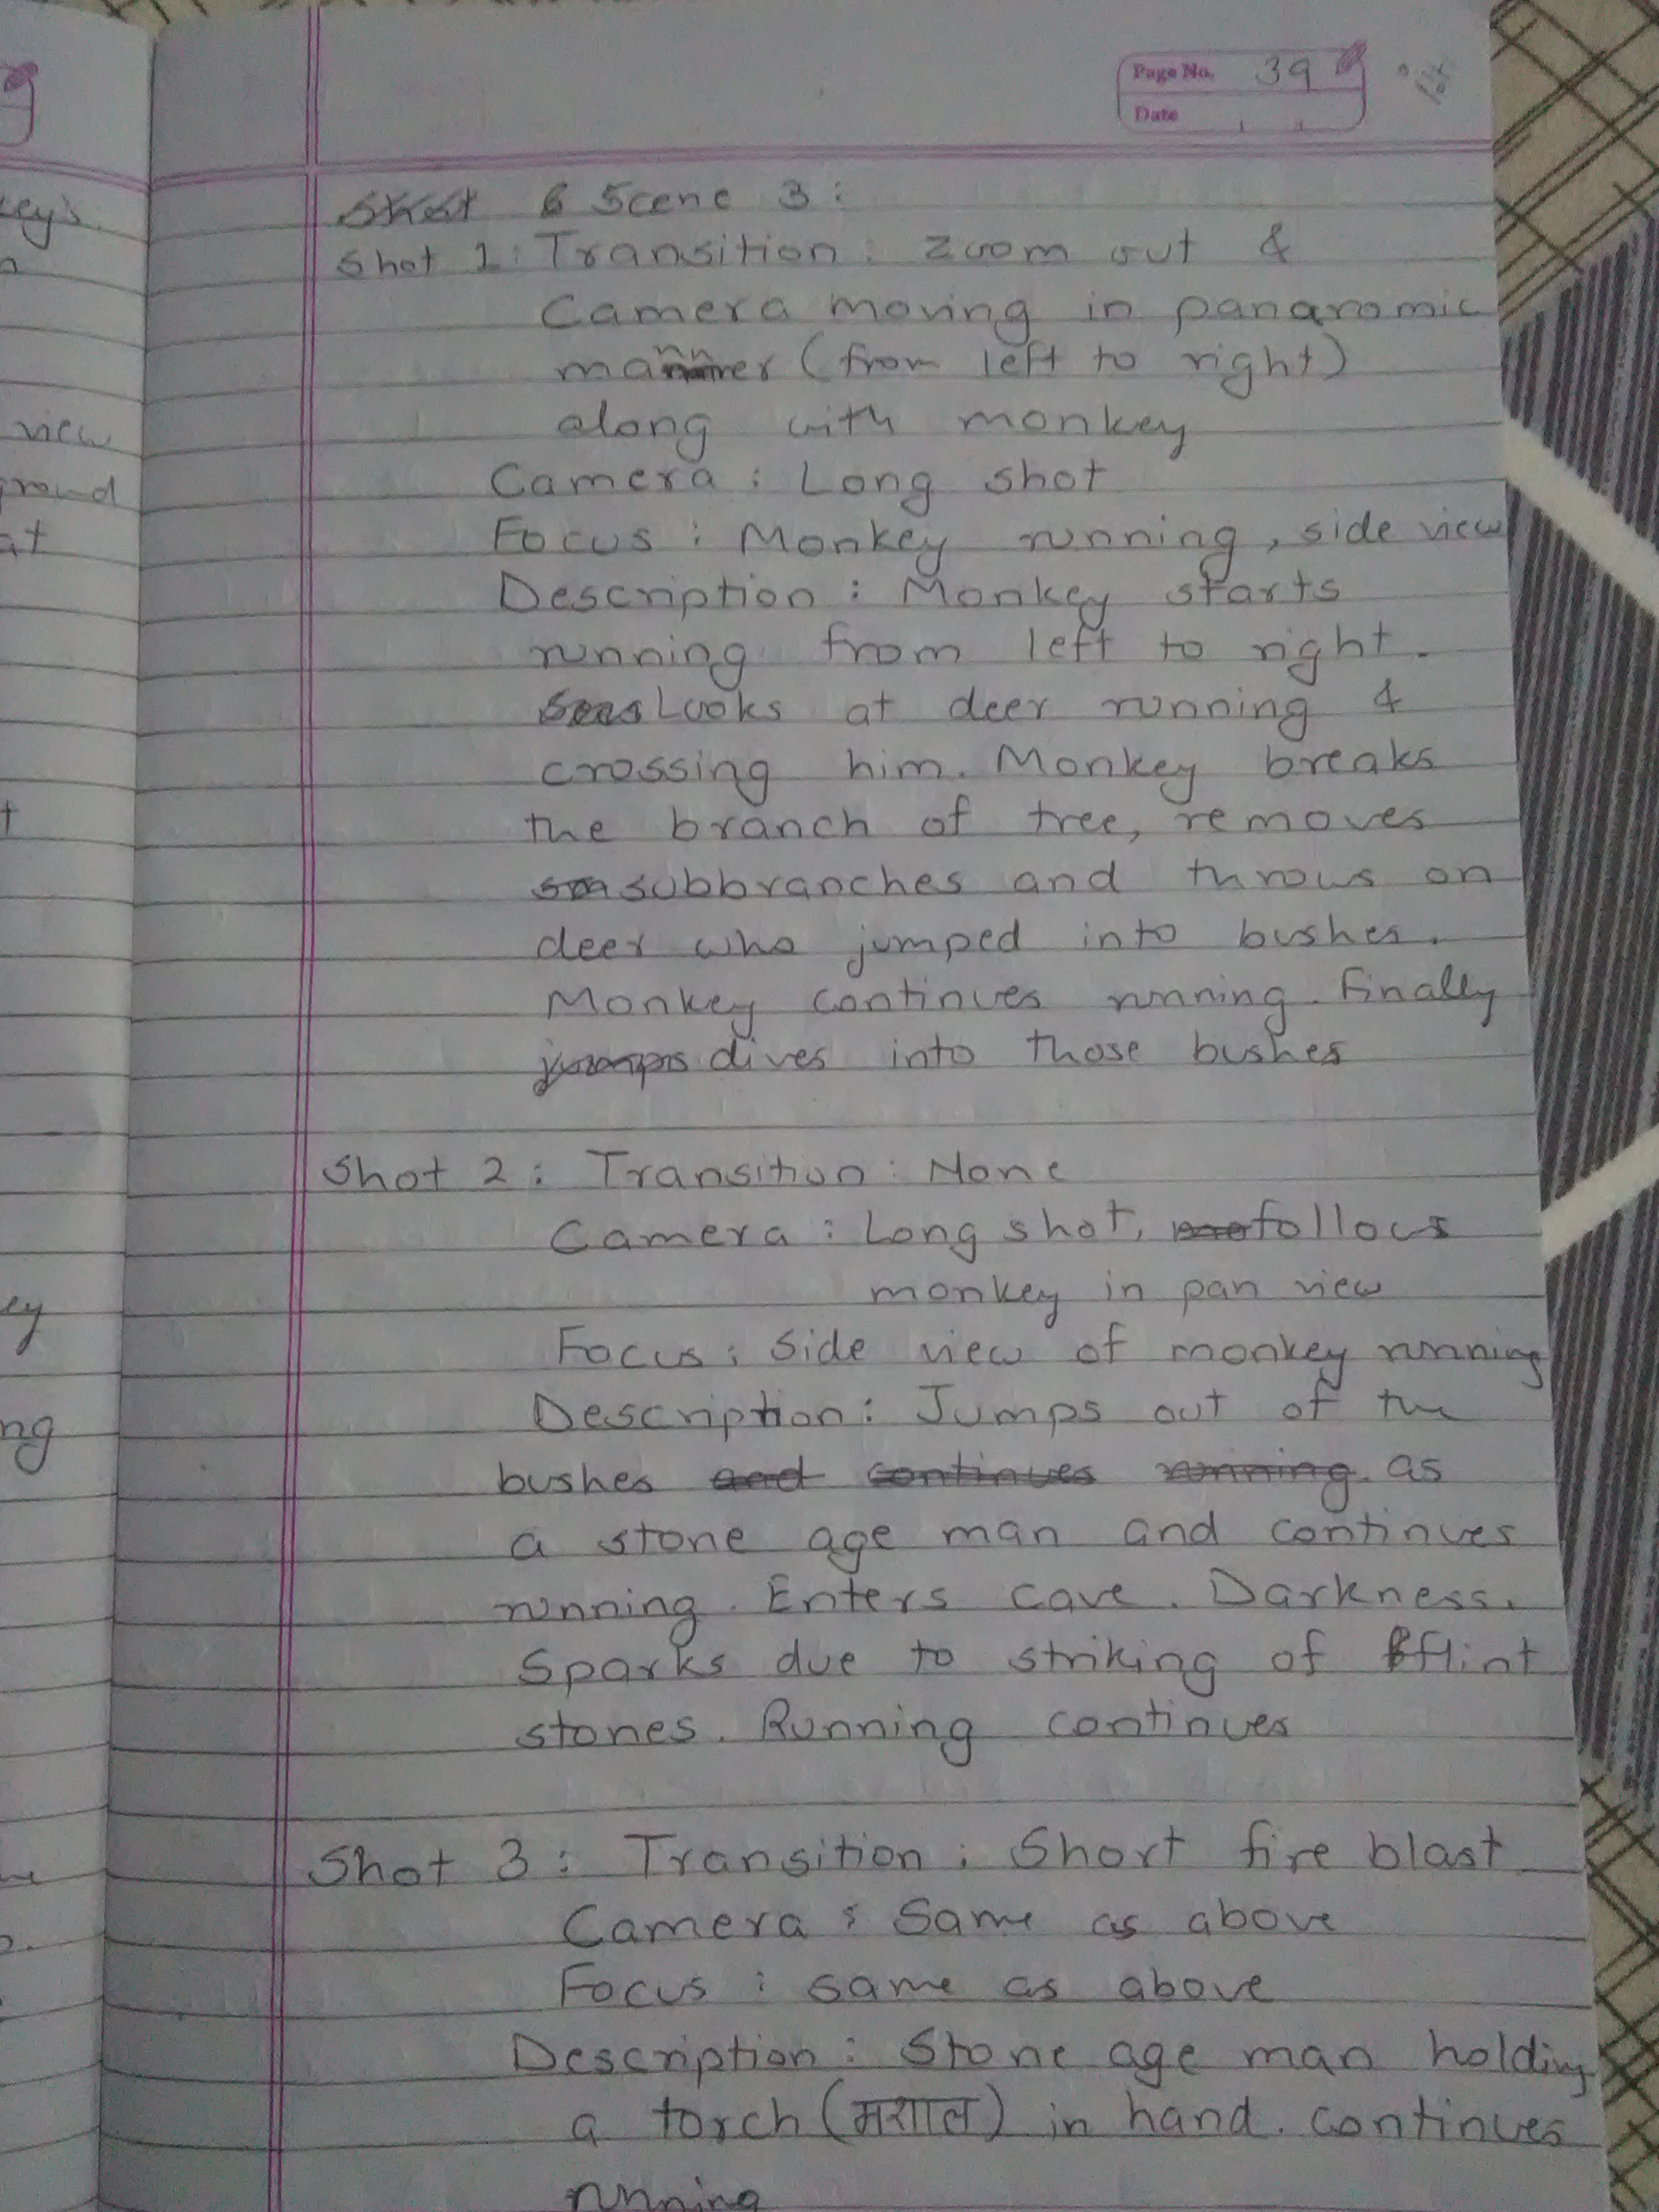 Page No. 39
Date
Scene 3 :
Shot 1 : Transition : Zoom out &
Camera moving in panaromic
manner (from left to right)
along with monkey
Camera : Long shot
Focus : Monkey running, side view
Description : Monkey starts
running from left to right.
Looks at deer running &
crossing him. Monkey breaks
the branch of tree, removes
subbranches and throws on
deer who jumped into bushes.
Monkey continues running. Finally
jumps dives into those bushes
Shot 2 : Transition : None
Camera : Long shot, follows
monkey in pan view
Focus : Side view of monkey running
Description : Jumps out of the
bushes and continues running. as
a stone age man and continues
running. Enters cave. Darkness.
Sparks due to striking of flint
stones. Running continues
Shot 3 : Transition : Short fire blast
Camera : Same as above
Focus : same as above
Description : Stone age man holding
a torch (मशाल) in hand. continues
running
view
at
t
ey
ng